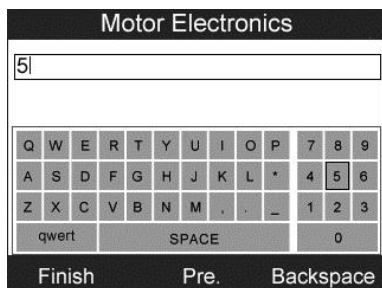 Motor Electronics
5
Q W E R T Y U I O P 7 8 9
A S D F G H J K L * 4 5 6
Z X C V B N M , . _ 1 2 3
qwert SPACE 0
Finish Pre. Backspace